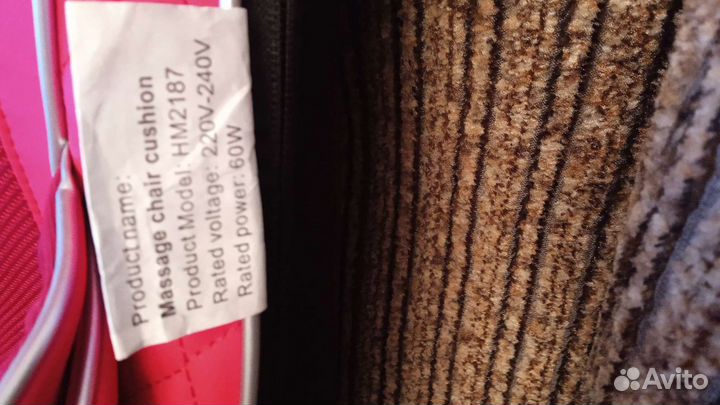 Product name:
Massage chair cushion
Product Model: HM2187
Rated voltage: 220V-240V
Rated power: 60W
Avito